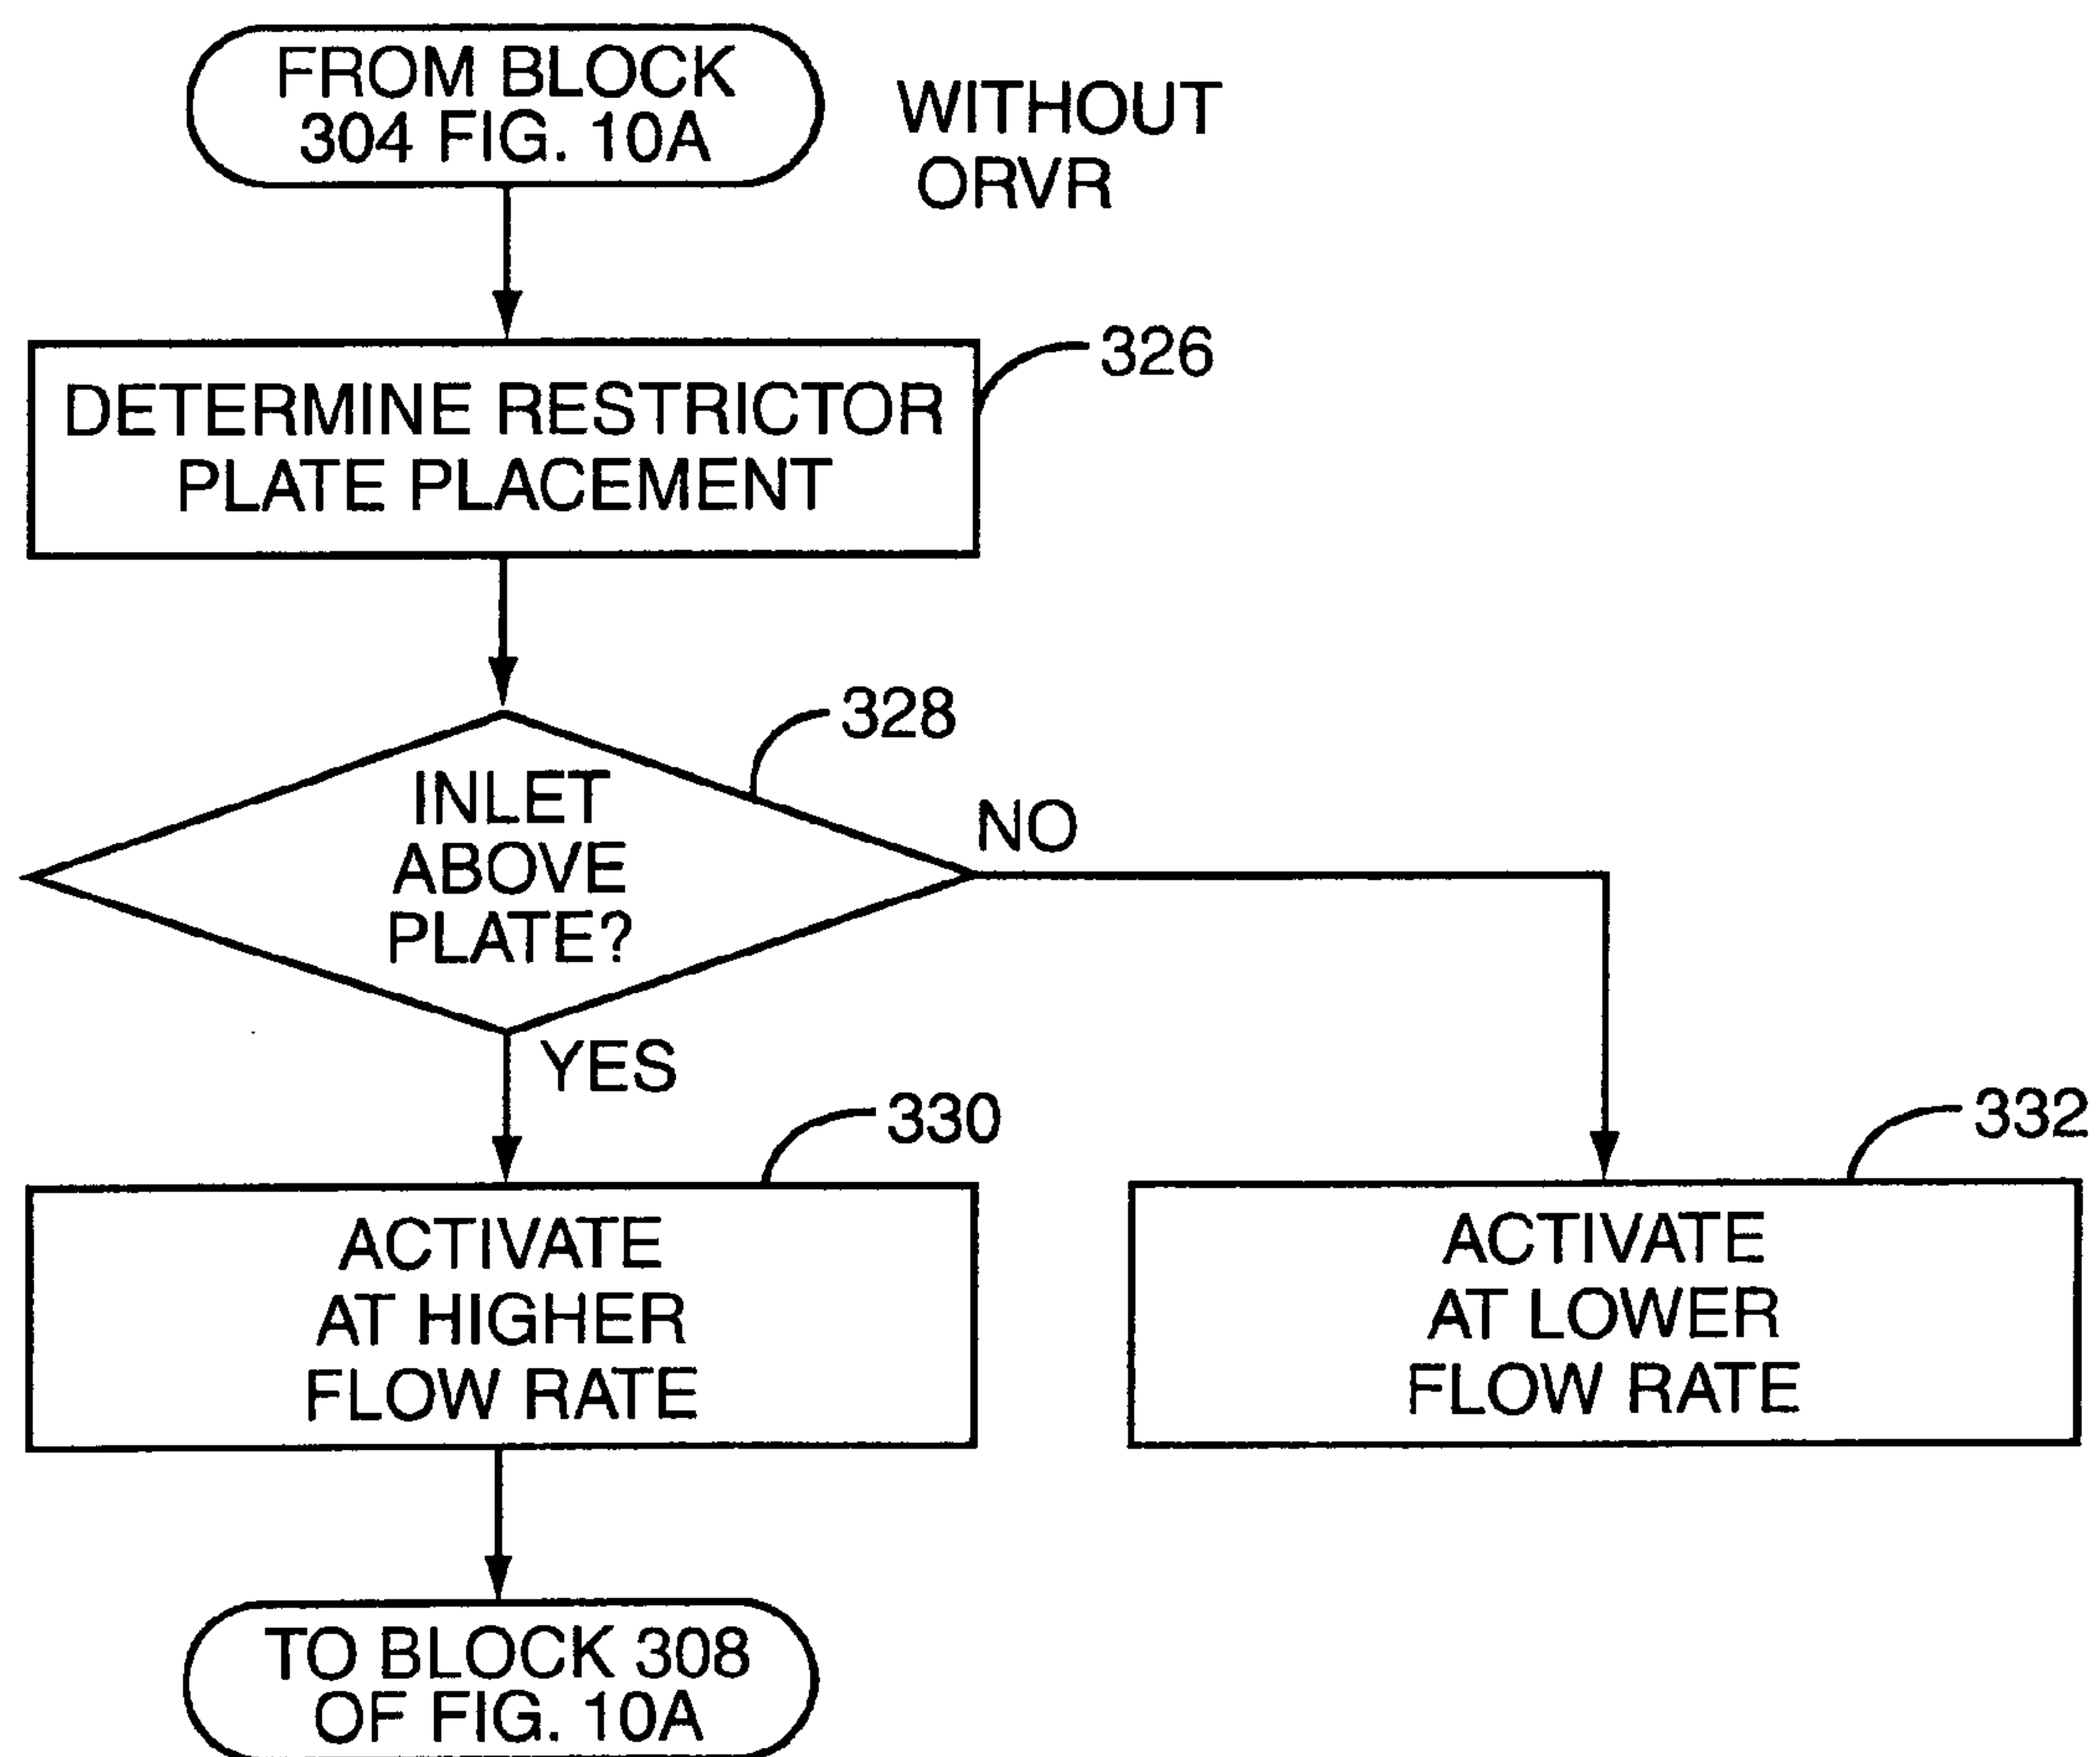 FROM BLOCK
304 FIG. 10A
WITHOUT
ORVR
326
DETERMINE RESTRICTOR
PLATE PLACEMENT
328
INLET
ABOVE
PLATE?
NO
YES
330
332
ACTIVATE
AT HIGHER
FLOW RATE
ACTIVATE
AT LOWER
FLOW RATE
TO BLOCK 308
OF FIG. 10A